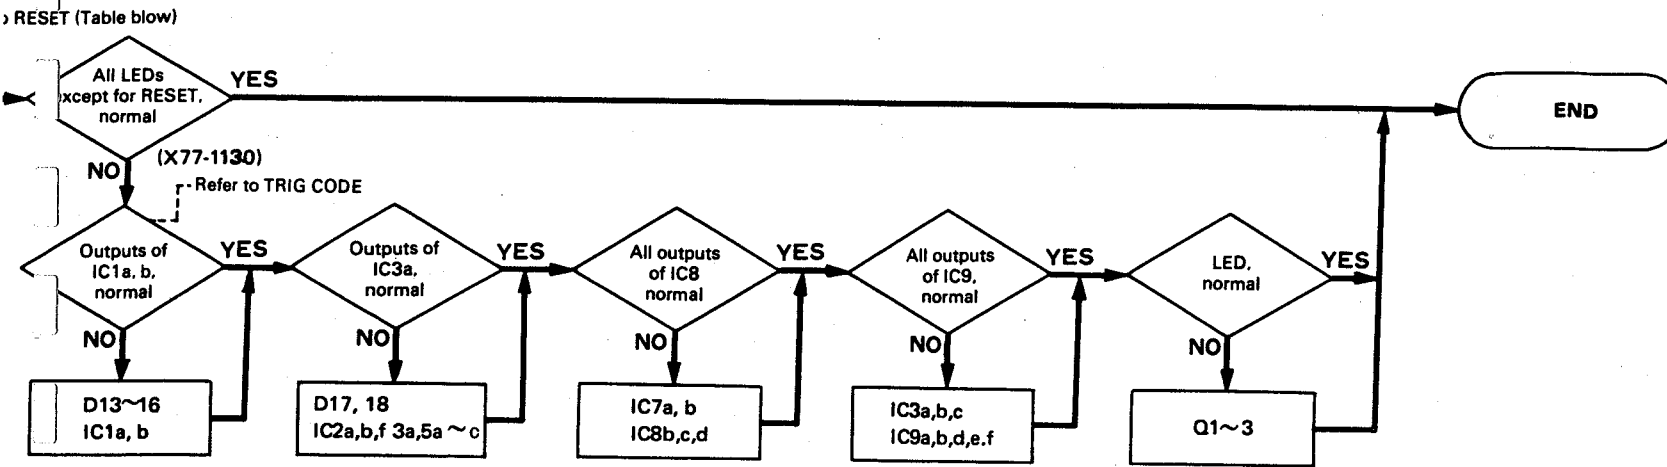 RESET (Table blow)
All LEDs
xcept for RESET,
normal
YES
END
NO
(X77-1130)
Refer to TRIG CODE
Outputs of
IC1a, b,
normal
YES
Outputs of
IC3a,
normal
YES
All outputs
of IC8
normal
YES
All outputs
of IC9,
normal
YES
LED,
normal
YES
NO
NO
NO
NO
NO
D13~16
IC1a, b
D17, 18
IC2a,b,f 3a,5a ~ c
IC7a, b
IC8b,c,d
IC3a,b,c
IC9a,b,d,e.f
Q1~3